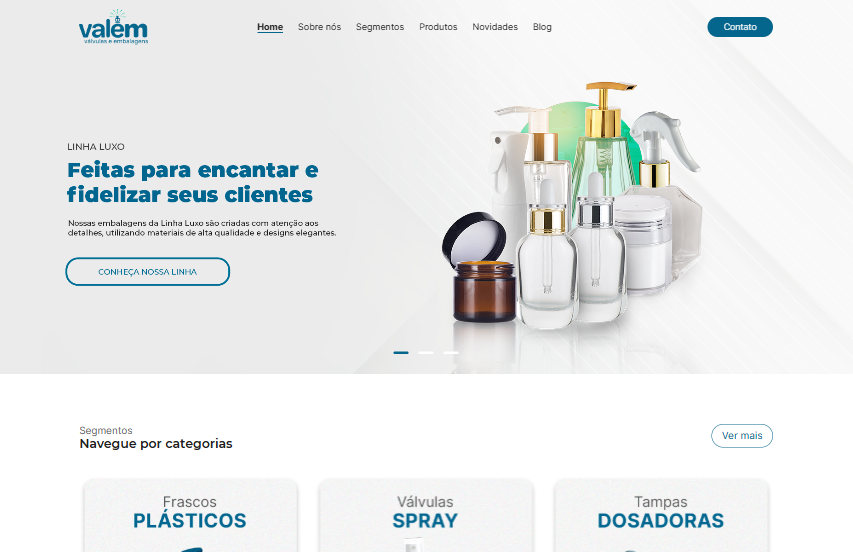 valēm
válvulas e embalagens
Home Sobre nós Segmentos Produtos Novidades Blog
Contato
LINHA LUXO
Feitas para encantar e
fidelizar seus clientes
Nossas embalagens da Linha Luxo são criadas com atenção aos
detalhes, utilizando materiais de alta qualidade e designs elegantes.
CONHEÇA NOSSA LINHA
Segmentos
Navegue por categorias
Ver mais
Frascos
PLÁSTICOS
Válvulas
SPRAY
Tampas
DOSADORAS